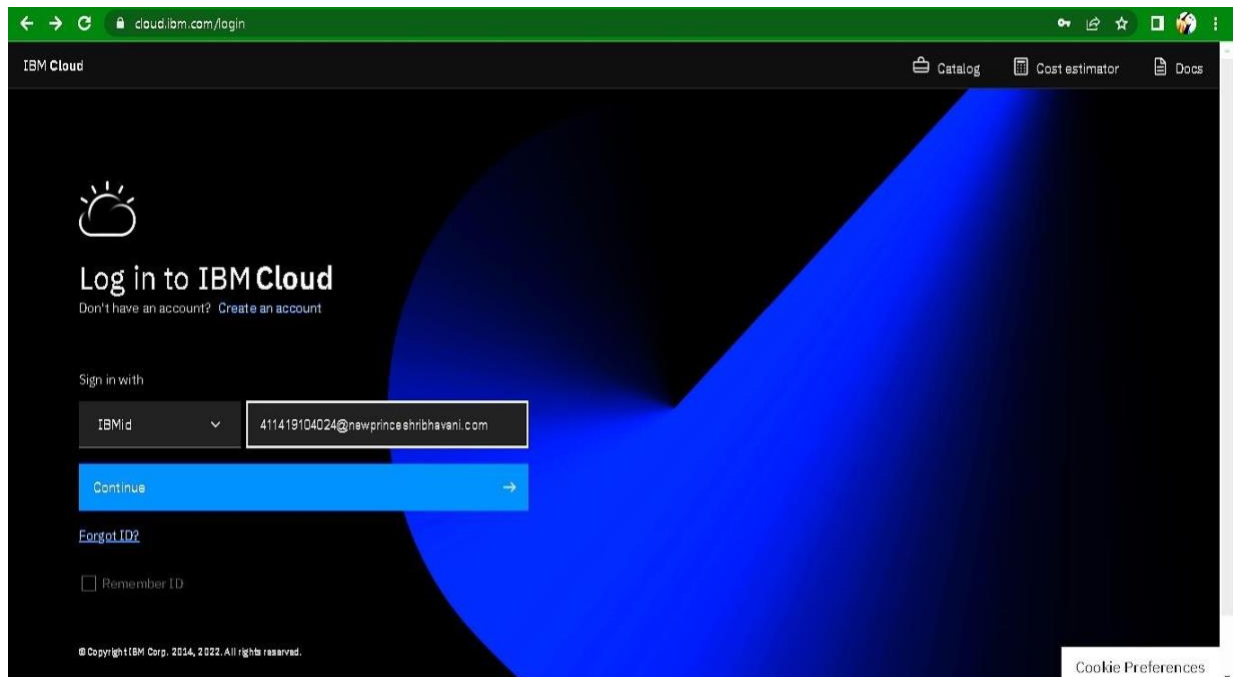 cloud.ibm.com/login
IBM Cloud
Catalog
Cost estimator
Docs
Log in to IBM Cloud
Don't have an account? Create an account
Sign in with
IBMid
411419104024@newprinceshribhavani.com
Continue
Forgot ID?
Remember ID
© Copyright IBM Corp. 2014, 2022. All rights reserved.
Cookie Preferences